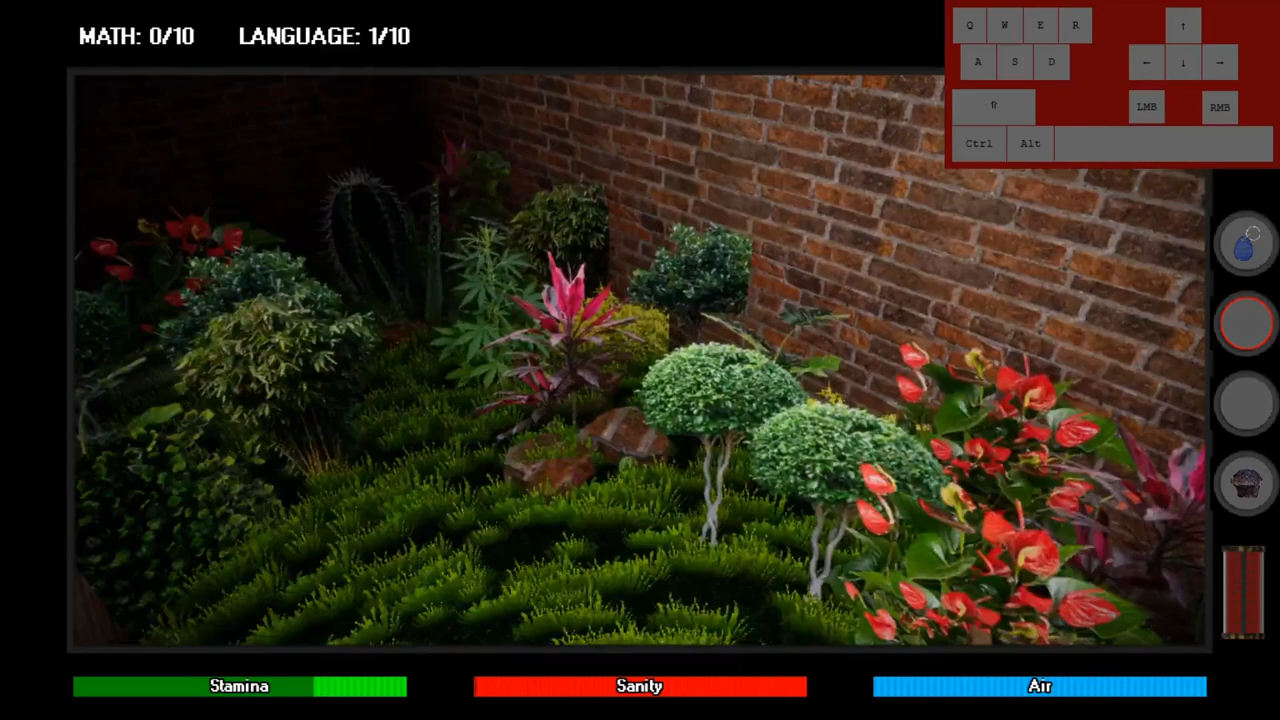 MATH: 0/10 LANGUAGE: 1/10
Q W E R ↑
A S D ← ↓ →
⇧ LMB RMB
Ctrl Alt
Stamina Sanity Air